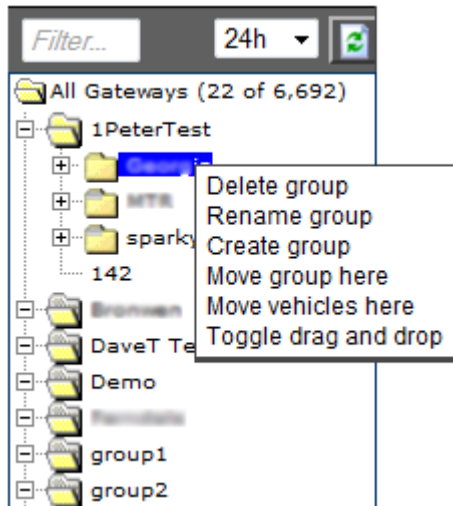 Filter...
24h
All Gateways (22 of 6,692)
1PeterTest
Delete group
Rename group
sparky
Create group
142
Move group here
Move vehicles here
DaveT Te
Toggle drag and drop
Demo
group1
group2